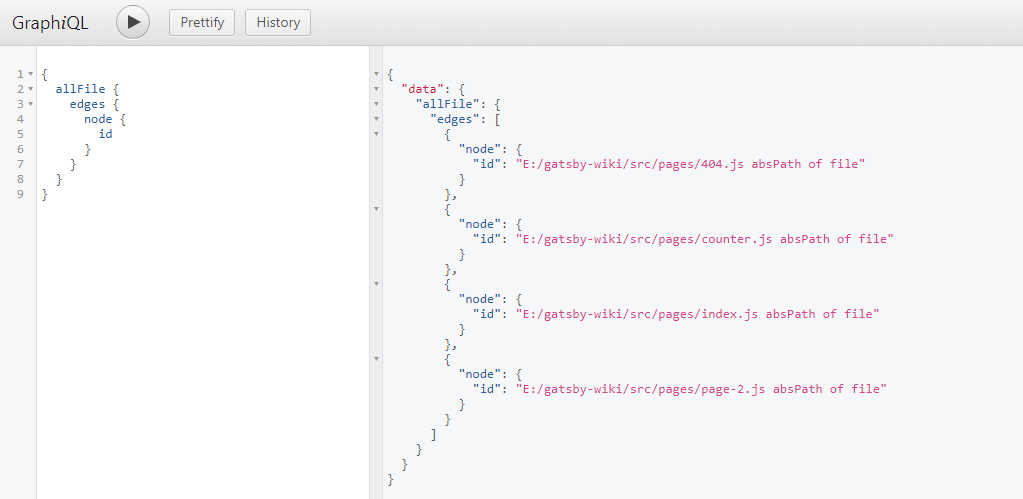 GraphiQL Prettify History
1 {
2 allFile {
3 edges {
4 node {
5 id
6 }
7 }
8 }
9 }
{
"data": {
"allFile": {
"edges": [
{
"node": {
"id": "E:/gatsby-wiki/src/pages/404.js absPath of file"
}
},
{
"node": {
"id": "E:/gatsby-wiki/src/pages/counter.js absPath of file"
}
},
{
"node": {
"id": "E:/gatsby-wiki/src/pages/index.js absPath of file"
}
},
{
"node": {
"id": "E:/gatsby-wiki/src/pages/page-2.js absPath of file"
}
}
]
}
}
}